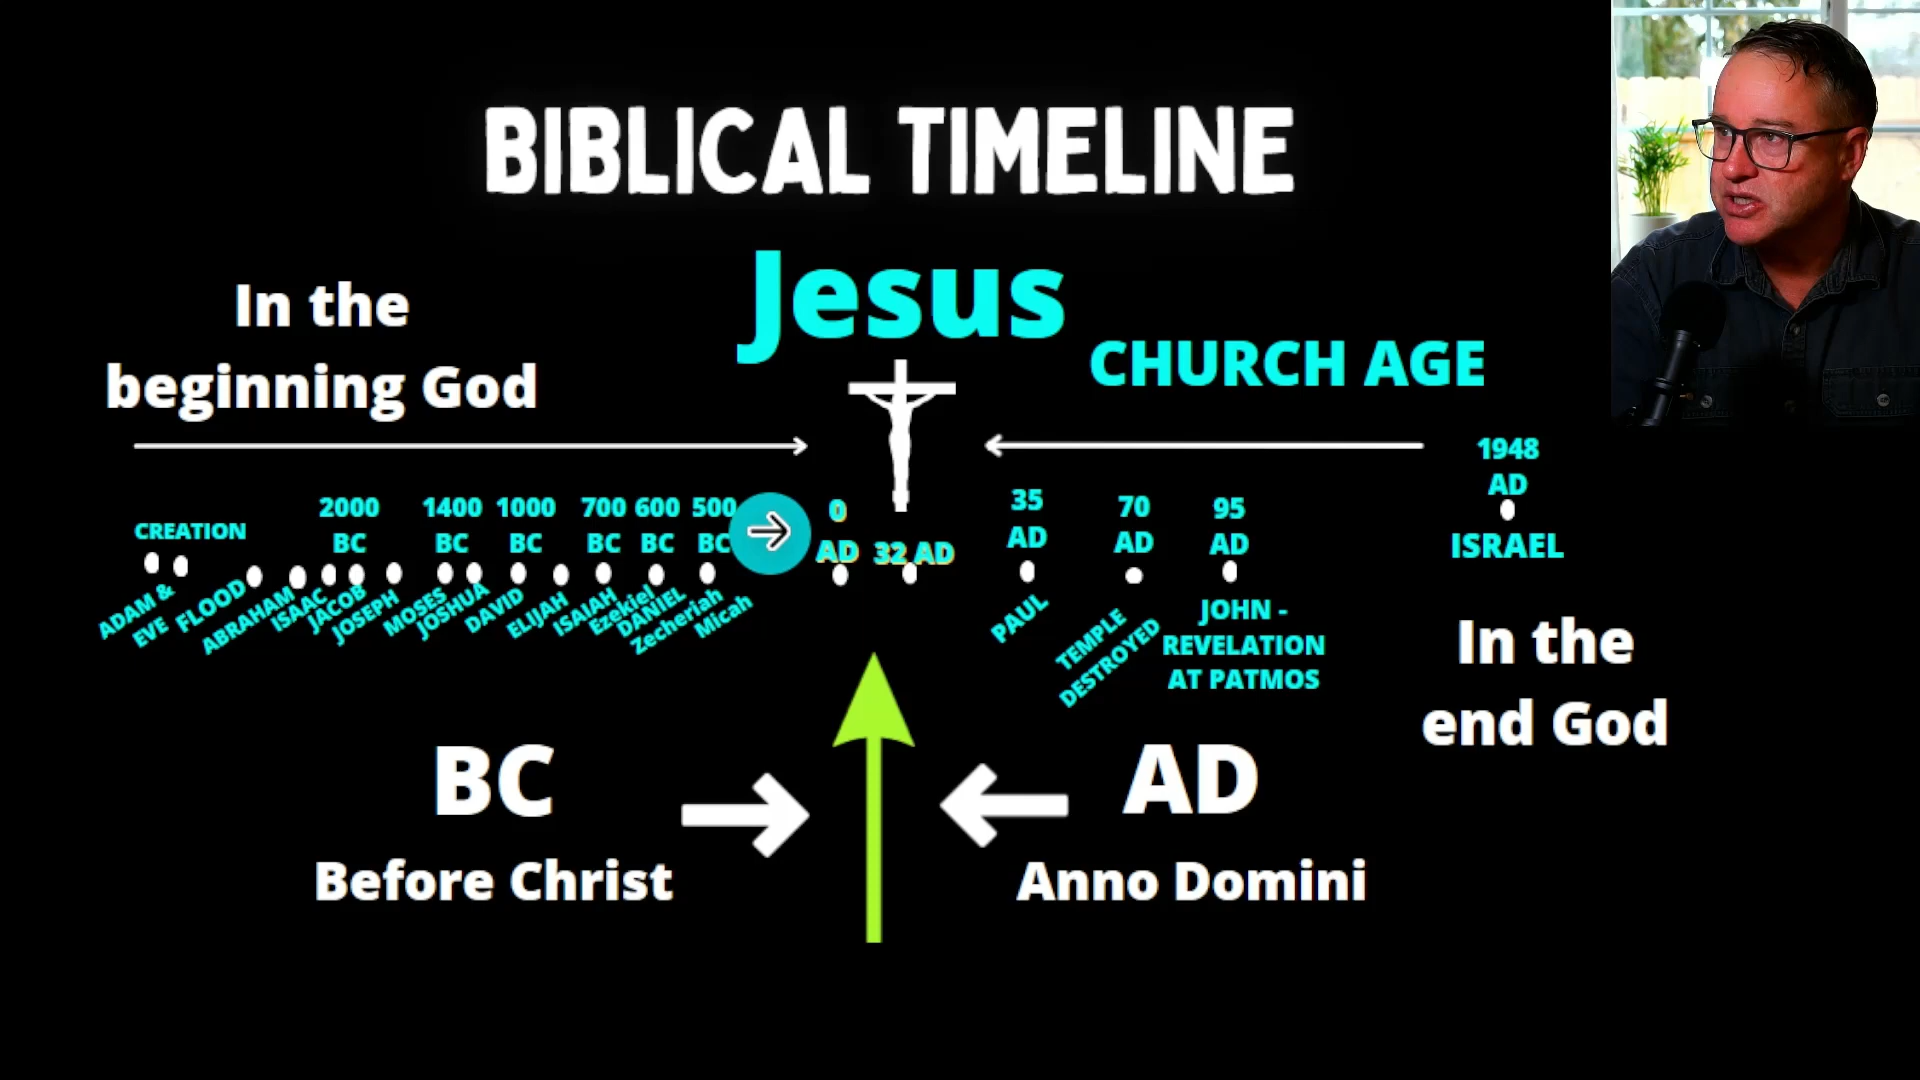 BIBLICAL TIMELINE
Jesus
In the
beginning God
CHURCH AGE
1948
AD
ISRAEL
CREATION
2000
BC
1400
BC
1000
BC
700
BC
600
BC
500
BC
0
AD
32 AD
35
AD
70
AD
95
AD
ADAM &
EVE
FLOOD
ABRAHAM
ISAAC
JACOB
JOSEPH
MOSES
JOSHUA
DAVID
ELIJAH
ISAIAH
Ezekiel
DANIEL
Zecheriah
Micah
PAUL
TEMPLE
DESTROYED
JOHN -
REVELATION
AT PATMOS
In the
end God
BC
Before Christ
AD
Anno Domini